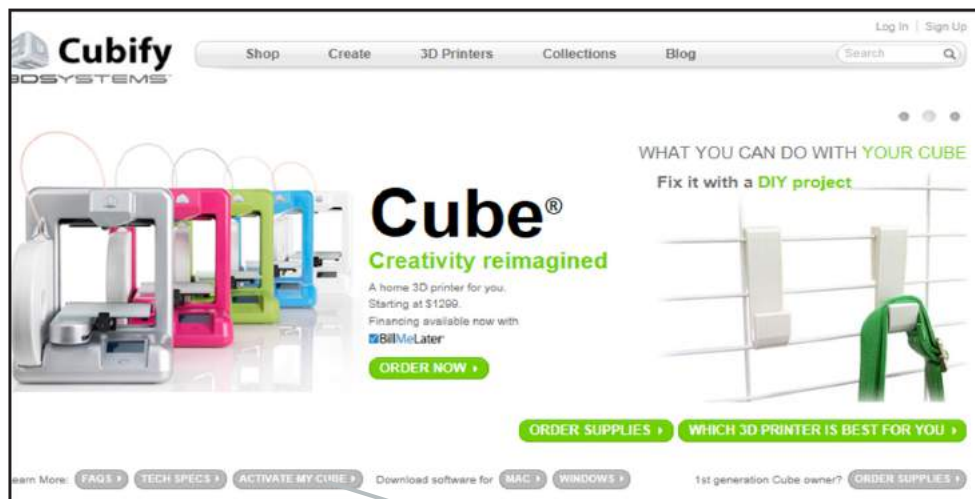 Log In | Sign Up
Cubify
3DSYSTEMS
Shop Create 3D Printers Collections Blog Search
WHAT YOU CAN DO WITH YOUR CUBE
Fix it with a DIY project
Cube®
Creativity reimagined
A home 3D printer for you.
Starting at $1299.
Financing available now with
BillMeLater
ORDER NOW
ORDER SUPPLIES WHICH 3D PRINTER IS BEST FOR YOU
earn More: FAQS TECH SPECS ACTIVATE MY CUBE Download software for MAC WINDOWS 1st generation Cube owner? ORDER SUPPLIES